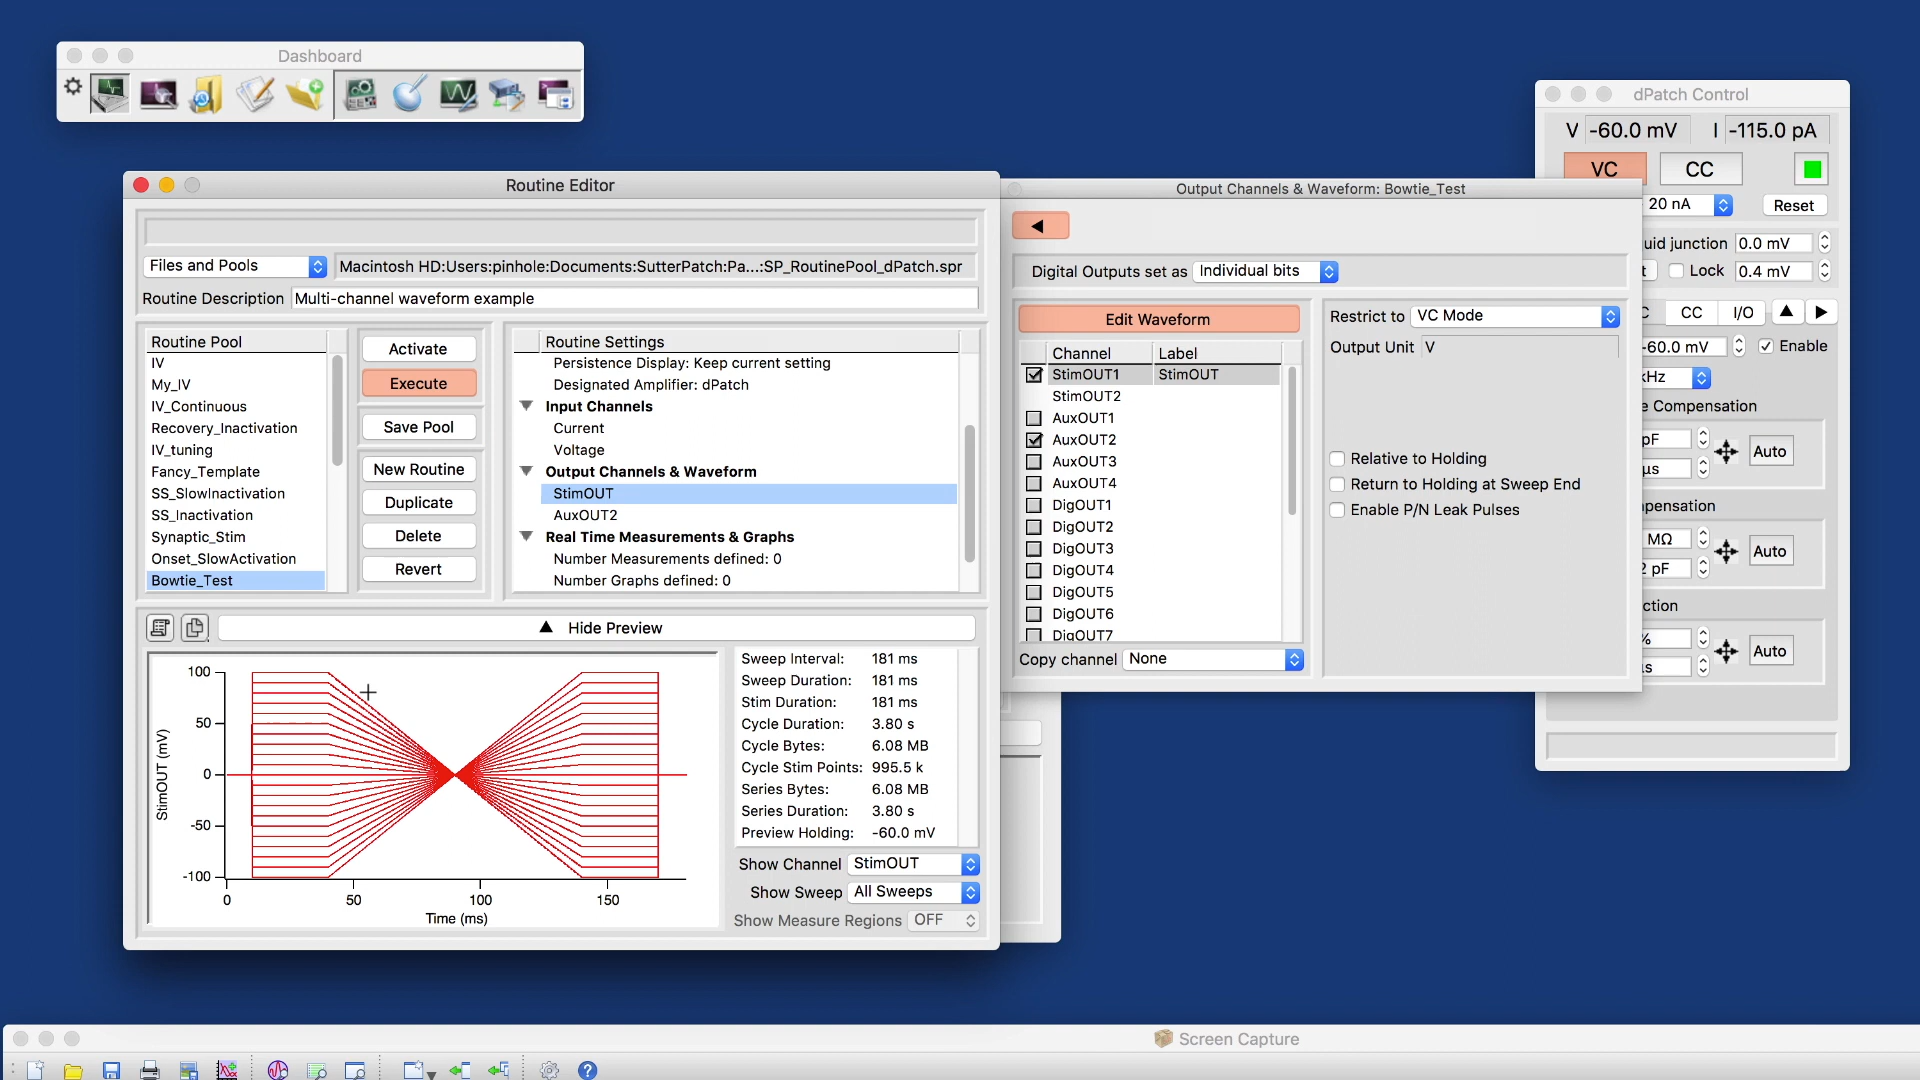 Dashboard
dPatch Control
V -60.0 mV I -115.0 pA
VC CC
20 nA Reset
uid junction 0.0 mV
Lock 0.4 mV
CC I/O
-60.0 mV Enable
kHz
e Compensation
pF
µs
Auto
pensation
MΩ
2 pF
Auto
ction
%
Auto
Routine Editor
Files and Pools Macintosh HD:Users:pinhole:Documents:SutterPatch:Pa...:SP_RoutinePool_dPatch.spr
Routine Description Multi-channel waveform example
Routine Pool
IV
My_IV
IV_Continuous
Recovery_Inactivation
IV_tuning
Fancy_Template
SS_SlowInactivation
SS_Inactivation
Synaptic_Stim
Onset_SlowActivation
Bowtie_Test
Activate
Execute
Save Pool
New Routine
Duplicate
Delete
Revert
Routine Settings
Persistence Display: Keep current setting
Designated Amplifier: dPatch
Input Channels
Current
Voltage
Output Channels & Waveform
StimOUT
AuxOUT2
Real Time Measurements & Graphs
Number Measurements defined: 0
Number Graphs defined: 0
Hide Preview
StimOUT (mV)
100
50
0
-50
-100
0 50 100 150
Time (ms)
Sweep Interval: 181 ms
Sweep Duration: 181 ms
Stim Duration: 181 ms
Cycle Duration: 3.80 s
Cycle Bytes: 6.08 MB
Cycle Stim Points: 995.5 k
Series Bytes: 6.08 MB
Series Duration: 3.80 s
Preview Holding: -60.0 mV
Show Channel StimOUT
Show Sweep All Sweeps
Show Measure Regions OFF
Output Channels & Waveform: Bowtie_Test
Digital Outputs set as Individual bits
Edit Waveform
Channel Label
StimOUT1 StimOUT
StimOUT2
AuxOUT1
AuxOUT2
AuxOUT3
AuxOUT4
DigOUT1
DigOUT2
DigOUT3
DigOUT4
DigOUT5
DigOUT6
DigOUT7
Copy channel None
Restrict to VC Mode
Output Unit V
Relative to Holding
Return to Holding at Sweep End
Enable P/N Leak Pulses
Screen Capture